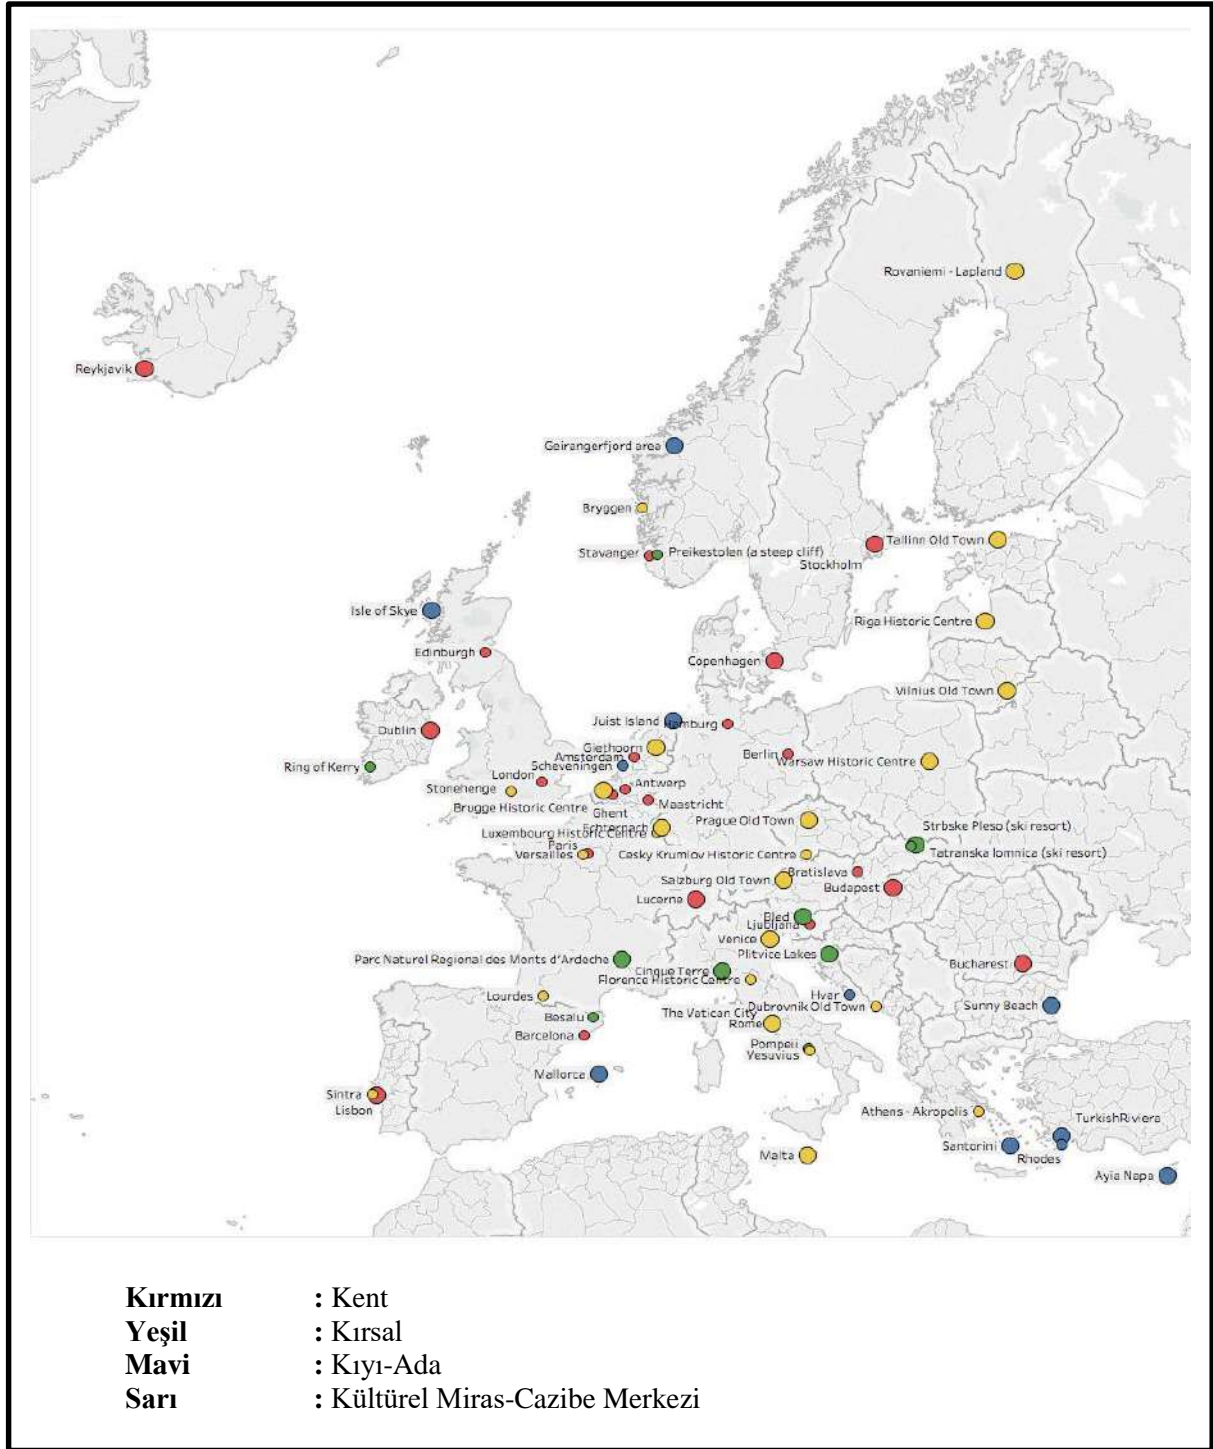 Rovaniemi - Lapland
Reykjavik
Geirangerfjord area
Bryggen
Stavanger
Preikestolen (a steep cliff)
Stockholm
Tallinn Old Town
Isle of Skye
Riga Historic Centre
Edinburgh
Copenhagen
Vilnius Old Town
Juist Island
Hamburg
Dublin
Giethoorn
Amsterdam
Berlin
Scheveningen
Warsaw Historic Centre
Ring of Kerry
London
Stonehenge
Antwerp
Brugge Historic Centre
Maastricht
Ghent
Prague Old Town
Echternach
Luxembourg Historic Centre
Strbske Pleso (ski resort)
Paris
Versailles
Cesky Krumlov Historic Centre
Tatranska lomnica (ski resort)
Bratislava
Salzburg Old Town
Budapest
Lucerne
Bled
Ljubljana
Venice
Plitvice Lakes
Parc Naturel Regional des Monts d'Ardeche
Bucharest
Cinque Terre
Florence Historic Centre
Lourdes
Hvar
Dubrovnik Old Town
Sunny Beach
Besalu
The Vatican City
Rome
Barcelona
Pompeii
Vesuvius
Mallorca
Sintra
Lisbon
Athens - Akropolis
TurkishRiviera
Santorini
Rhodes
Malta
Ayia Napa
Kırmızı : Kent
Yeşil : Kırsal
Mavi : Kıyı-Ada
Sarı : Kültürel Miras-Cazibe Merkezi